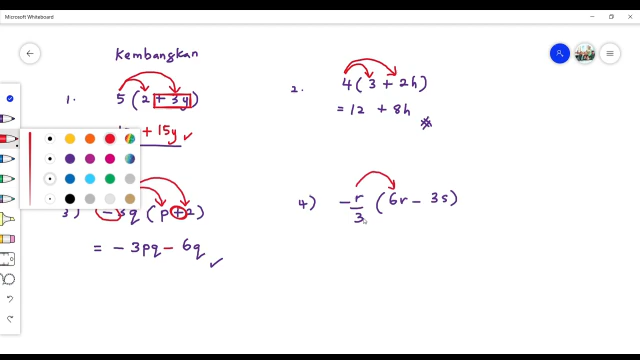 Microsoft Whiteboard
Kembangkan
1. 5 ( 2 + 3y )
+ 15y ✓
2. 4 ( 3 + 2h )
= 12 + 8h
3) - 3q ( p + 2 )
= - 3pq - 6q ✓
4) - r/3 ( 6r - 3s )